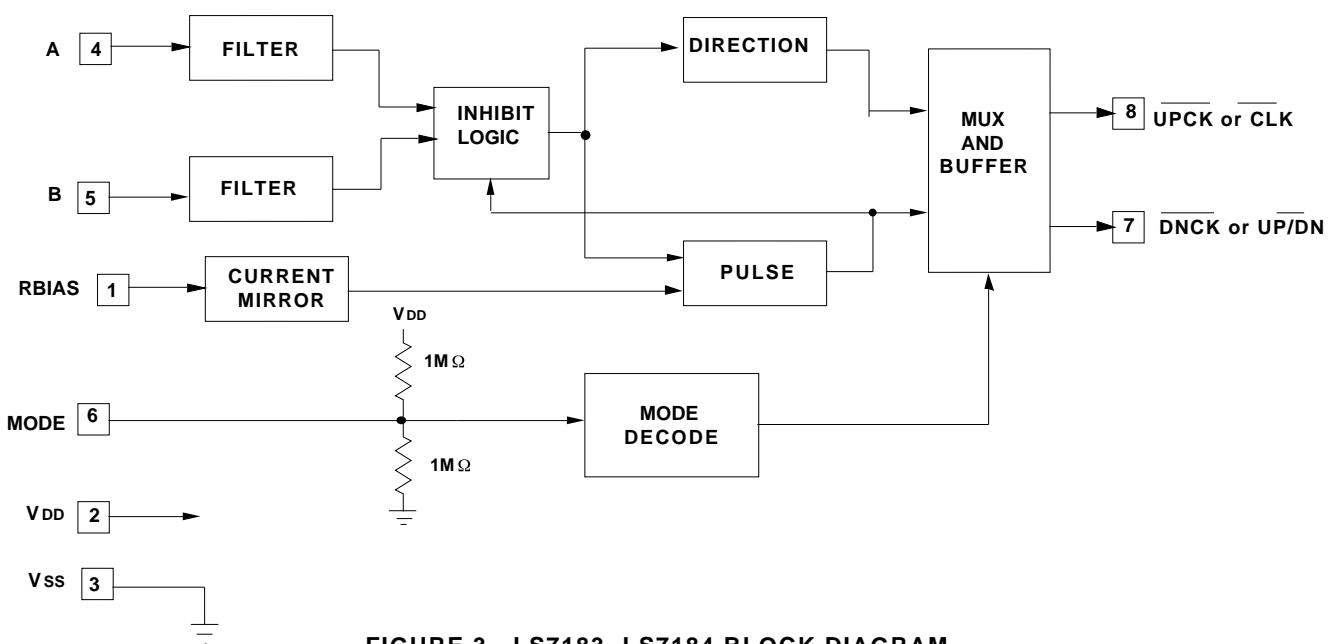 A 4
FILTER
DIRECTION
INHIBIT
LOGIC
MUX
AND
BUFFER
8 UPCK or CLK
B 5
FILTER
7 DNCK or UP/DN
RBIAS 1
CURRENT
MIRROR
PULSE
VDD
1M Ω
MODE 6
MODE
DECODE
1M Ω
VDD 2
VSS 3
FIGURE 3. LS7183, LS7184 BLOCK DIAGRAM